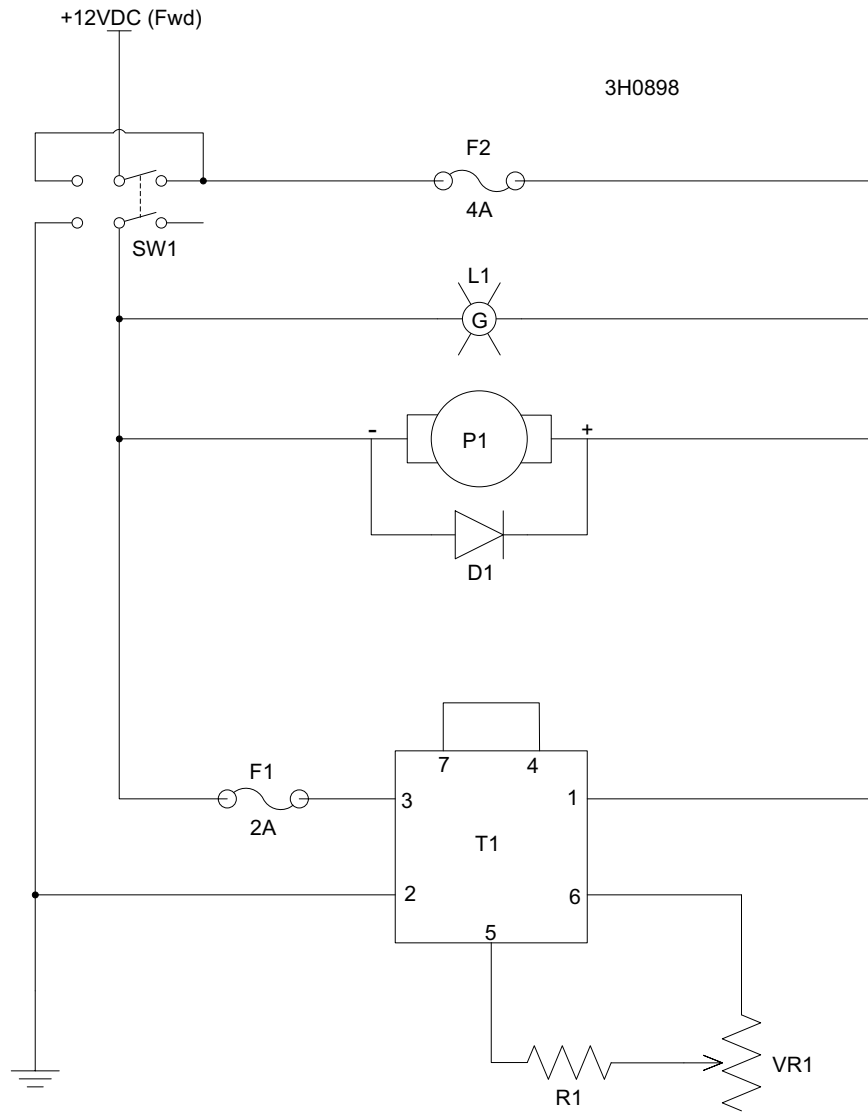 +12VDC (Fwd)
3H0898
F2
4A
SW1
L1
G
- +
P1
D1
7 4
F1
3 1
2A
T1
2 6
5
VR1
R1